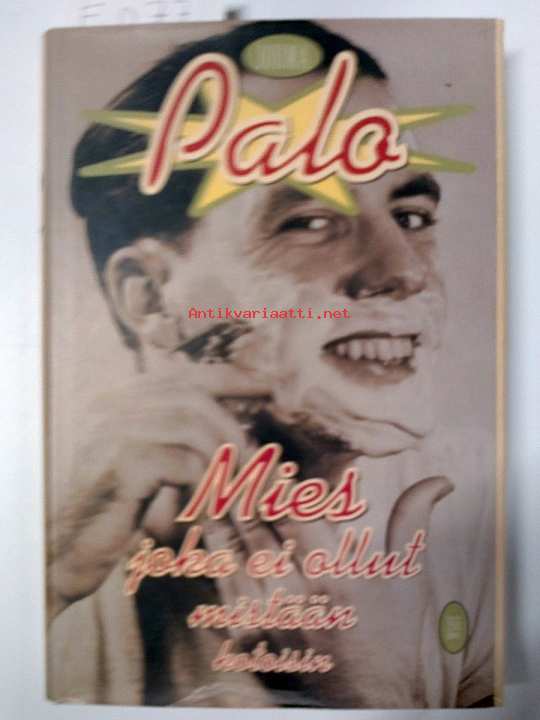 Palo
Antikvariaatti.net
Mies
joka ei ollut
mistään
kotoisin